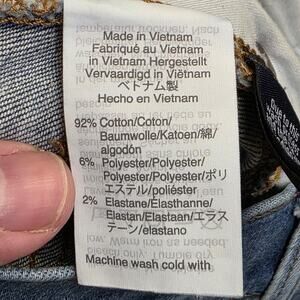 Made in Vietnam
Fabriqué au Vietnam
in Vietnam Hergestellt
Vervaardigd in Viëtnam
ベトナム製
Hecho en Vietnam
92% Cotton/Coton/
Baumwolle/Katoen/綿/
algodón
6% Polyester/Polyester/
Polyester/Polyester/ポリ
エステル/poliéster
2% Elastane/Élasthanne/
Elastan/Elastaan/エラス
テーン/elastano
Machine wash cold with